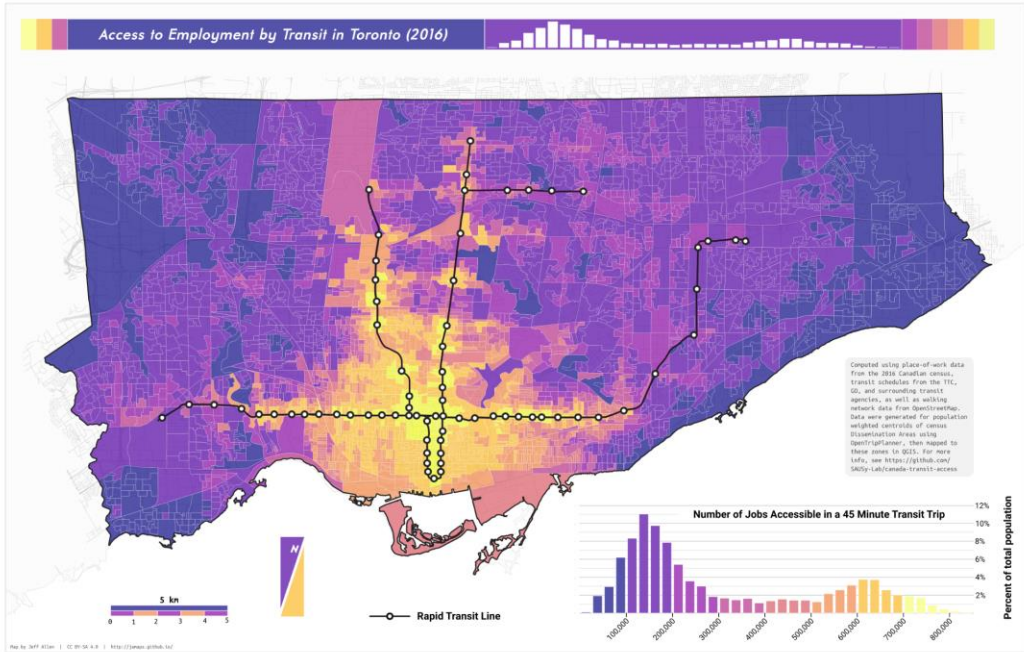 Access to Employment by Transit in Toronto (2016)
Computed using place-of-work data
from the 2016 Canadian census,
transit schedules from the TTC,
GO, and surrounding transit
agencies, as well as walking
network data from OpenStreetMap.
Data were generated for population
weighted centroids of census
Dissemination Areas using
OpenTripPlanner, then mapped to
these zones in QGIS. For more
info, see https://github.com/
SAUSy-Lab/canada-transit-access
Number of Jobs Accessible in a 45 Minute Transit Trip
12%
10%
8%
6%
4%
2%
Percent of total population
100,000
200,000
300,000
400,000
500,000
600,000
700,000
800,000
N
5 km
0 1 2 3 4 5
Rapid Transit Line
Map by Jeff Allen | CC BY-SA 4.0 | http://jamaps.github.io/